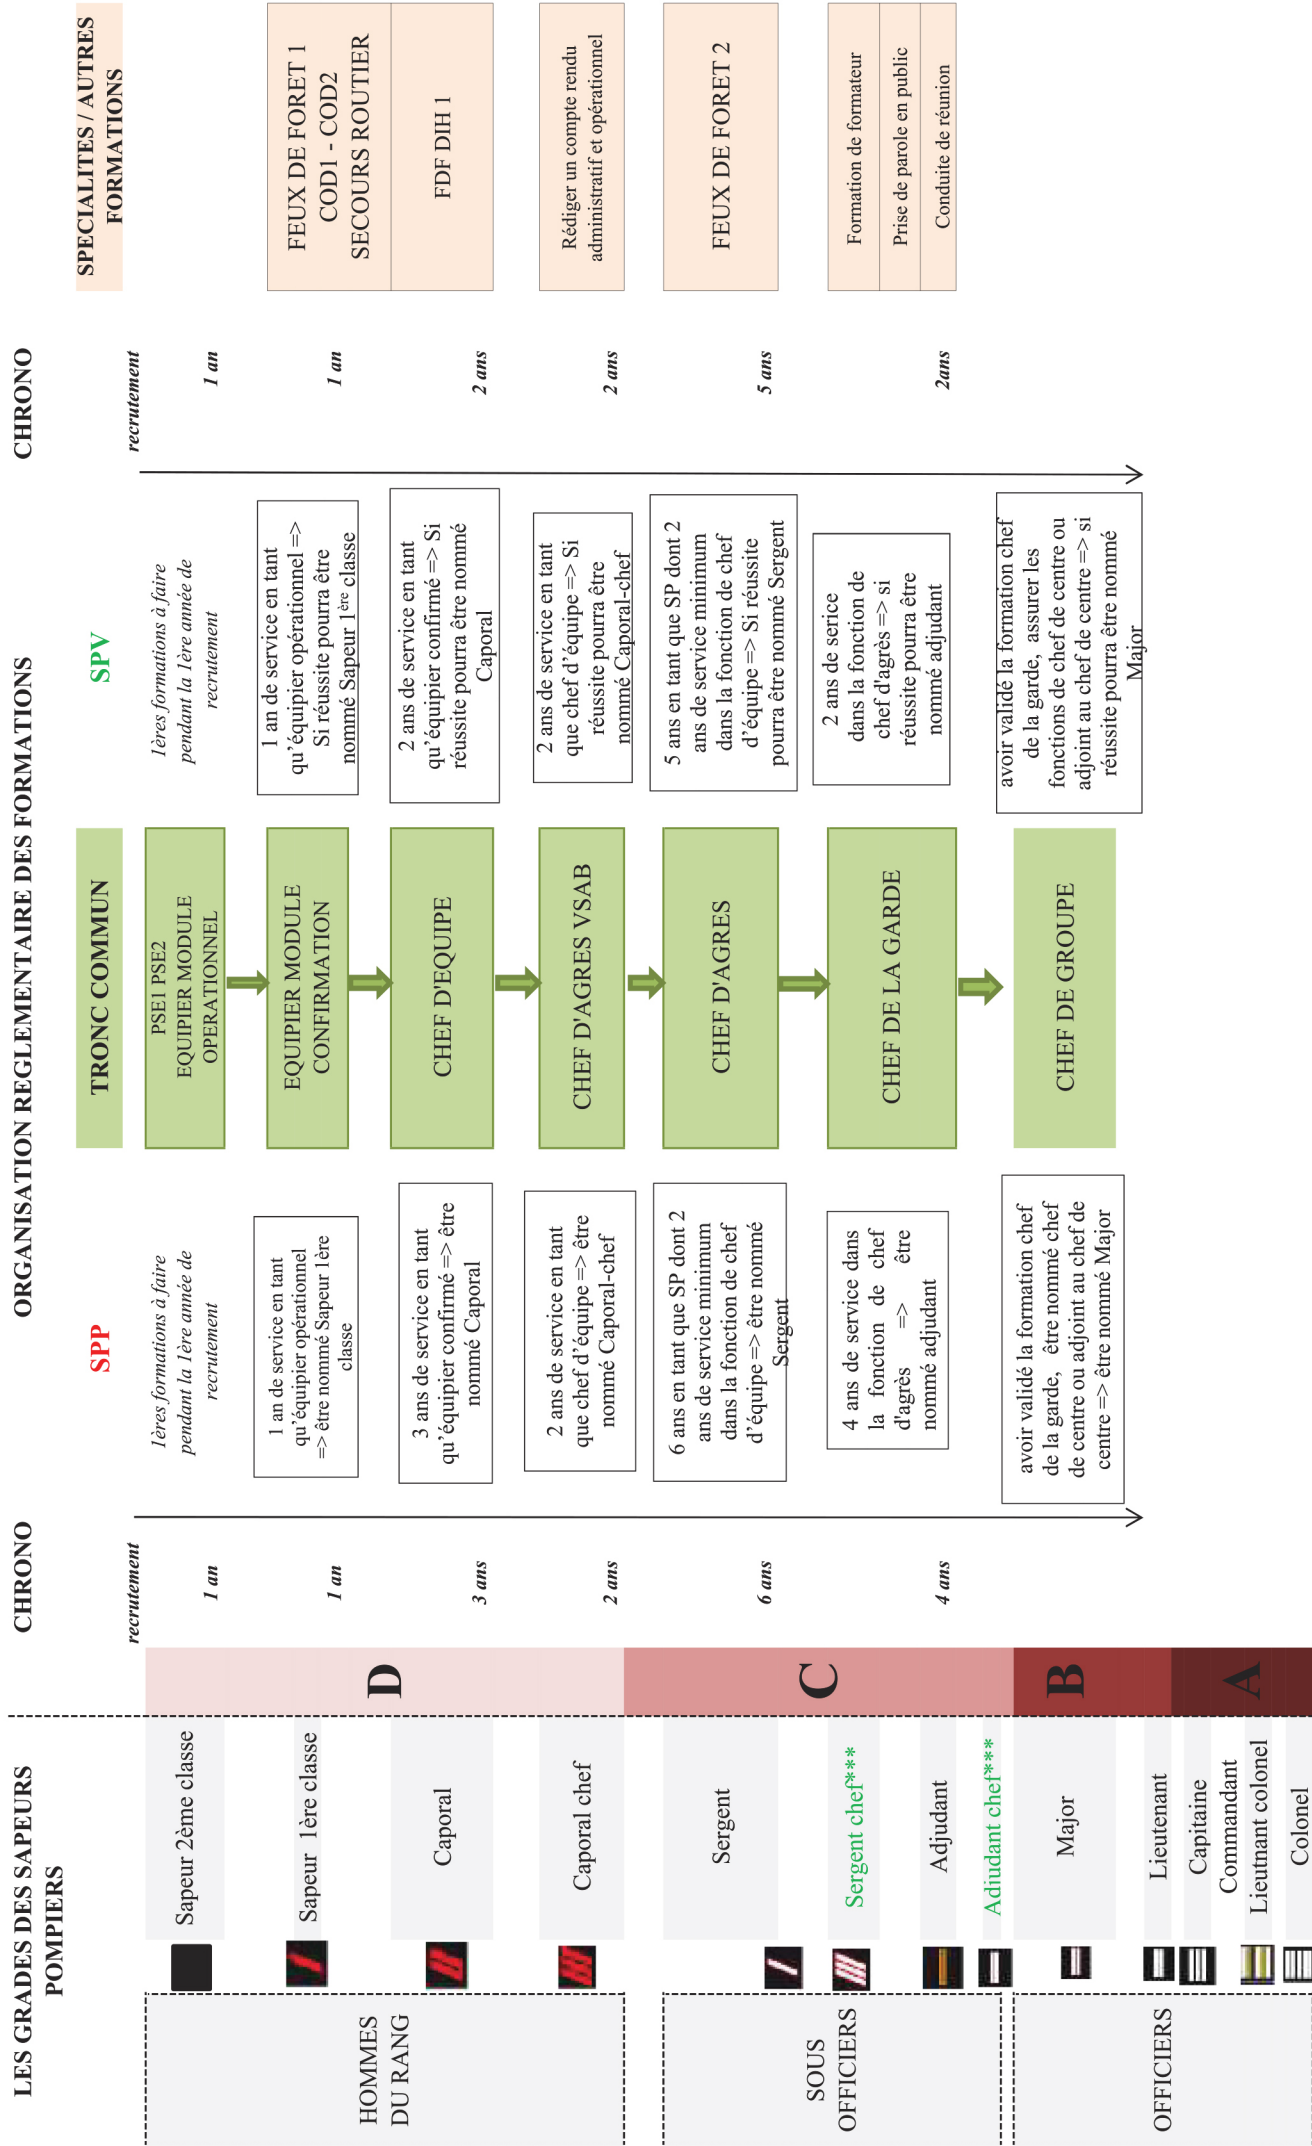 LES GRADES DES SAPEURS
POMPIERS
CHRONO
ORGANISATION REGLEMENTAIRE DES FORMATIONS
CHRONO
SPP
TRONC COMMUN
SPV
SPECIALITES / AUTRES
FORMATIONS
HOMMES
DU RANG
SOUS
OFFICIERS
OFFICIERS
Sapeur 2ème classe
Sapeur 1ère classe
Caporal
Caporal chef
Sergent
Sergent chef***
Adjudant
Adjudant chef***
Major
Lieutenant
Capitaine
Commandant
Lieutnant colonel
Colonel
D
C
B
A
recrutement
1 an
1 an
3 ans
2 ans
6 ans
4 ans
1ères formations à faire
pendant la 1ère année de
recrutement
1 an de service en tant
qu’équipier opérationnel
=> être nommé Sapeur 1ère
classe
3 ans de service en tant
qu’équipier confirmé => être
nommé Caporal
2 ans de service en tant
que chef d’équipe => être
nommé Caporal-chef
6 ans en tant que SP dont 2
ans de service minimum
dans la fonction de chef
d’équipe => être nommé
Sergent
4 ans de service dans
la fonction de chef
d'agrès => être
nommé adjudant
avoir validé la formation chef
de la garde, être nommé chef
de centre ou adjoint au chef de
centre => être nommé Major
PSE1 PSE2
EQUIPIER MODULE
OPERATIONNEL
EQUIPIER MODULE
CONFIRMATION
CHEF D'EQUIPE
CHEF D'AGRES VSAB
CHEF D'AGRES
CHEF DE LA GARDE
CHEF DE GROUPE
1ères formations à faire
pendant la 1ère année de
recrutement
1 an de service en tant
qu’équipier opérationnel =>
Si réussite pourra être
nommé Sapeur 1ère classe
2 ans de service en tant
qu’équipier confirmé => Si
réussite pourra être nommé
Caporal
2 ans de service en tant
que chef d’équipe => Si
réussite pourra être
nommé Caporal-chef
5 ans en tant que SP dont 2
ans de service minimum
dans la fonction de chef
d’équipe => Si réussite
pourra être nommé Sergent
2 ans de serice
dans la fonction de
chef d'agrès => si
réussite pourra être
nommé adjudant
avoir validé la formation chef
de la garde, assurer les
fonctions de chef de centre ou
adjoint au chef de centre => si
réussite pourra être nommé
Major
recrutement
1 an
1 an
2 ans
2 ans
5 ans
2ans
FEUX DE FORET 1
COD1 - COD2
SECOURS ROUTIER
FDF DIH 1
Rédiger un compte rendu
administratif et opérationnel
FEUX DE FORET 2
Formation de formateur
Prise de parole en public
Conduite de réunion